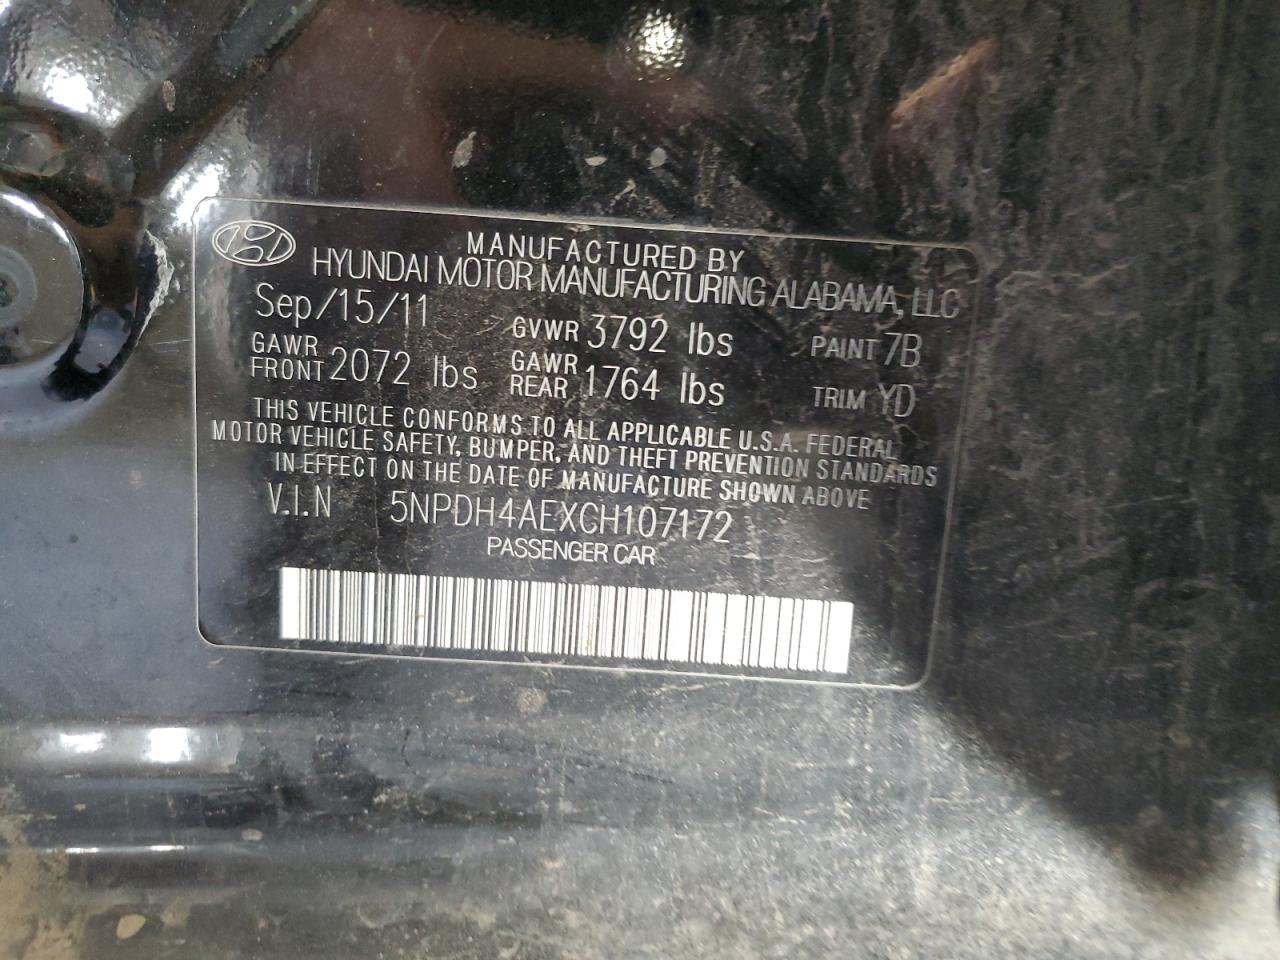 MANUFACTURED BY
HYUNDAI MOTOR MANUFACTURING ALABAMA, LLC
Sep/15/11 GVWR 3792 lbs PAINT 7B
GAWR FRONT 2072 lbs GAWR REAR 1764 lbs TRIM YD
THIS VEHICLE CONFORMS TO ALL APPLICABLE U.S.A. FEDERAL
MOTOR VEHICLE SAFETY, BUMPER, AND THEFT PREVENTION STANDARDS
IN EFFECT ON THE DATE OF MANUFACTURE SHOWN ABOVE
V.I.N 5NPDH4AEXCH107172
PASSENGER CAR